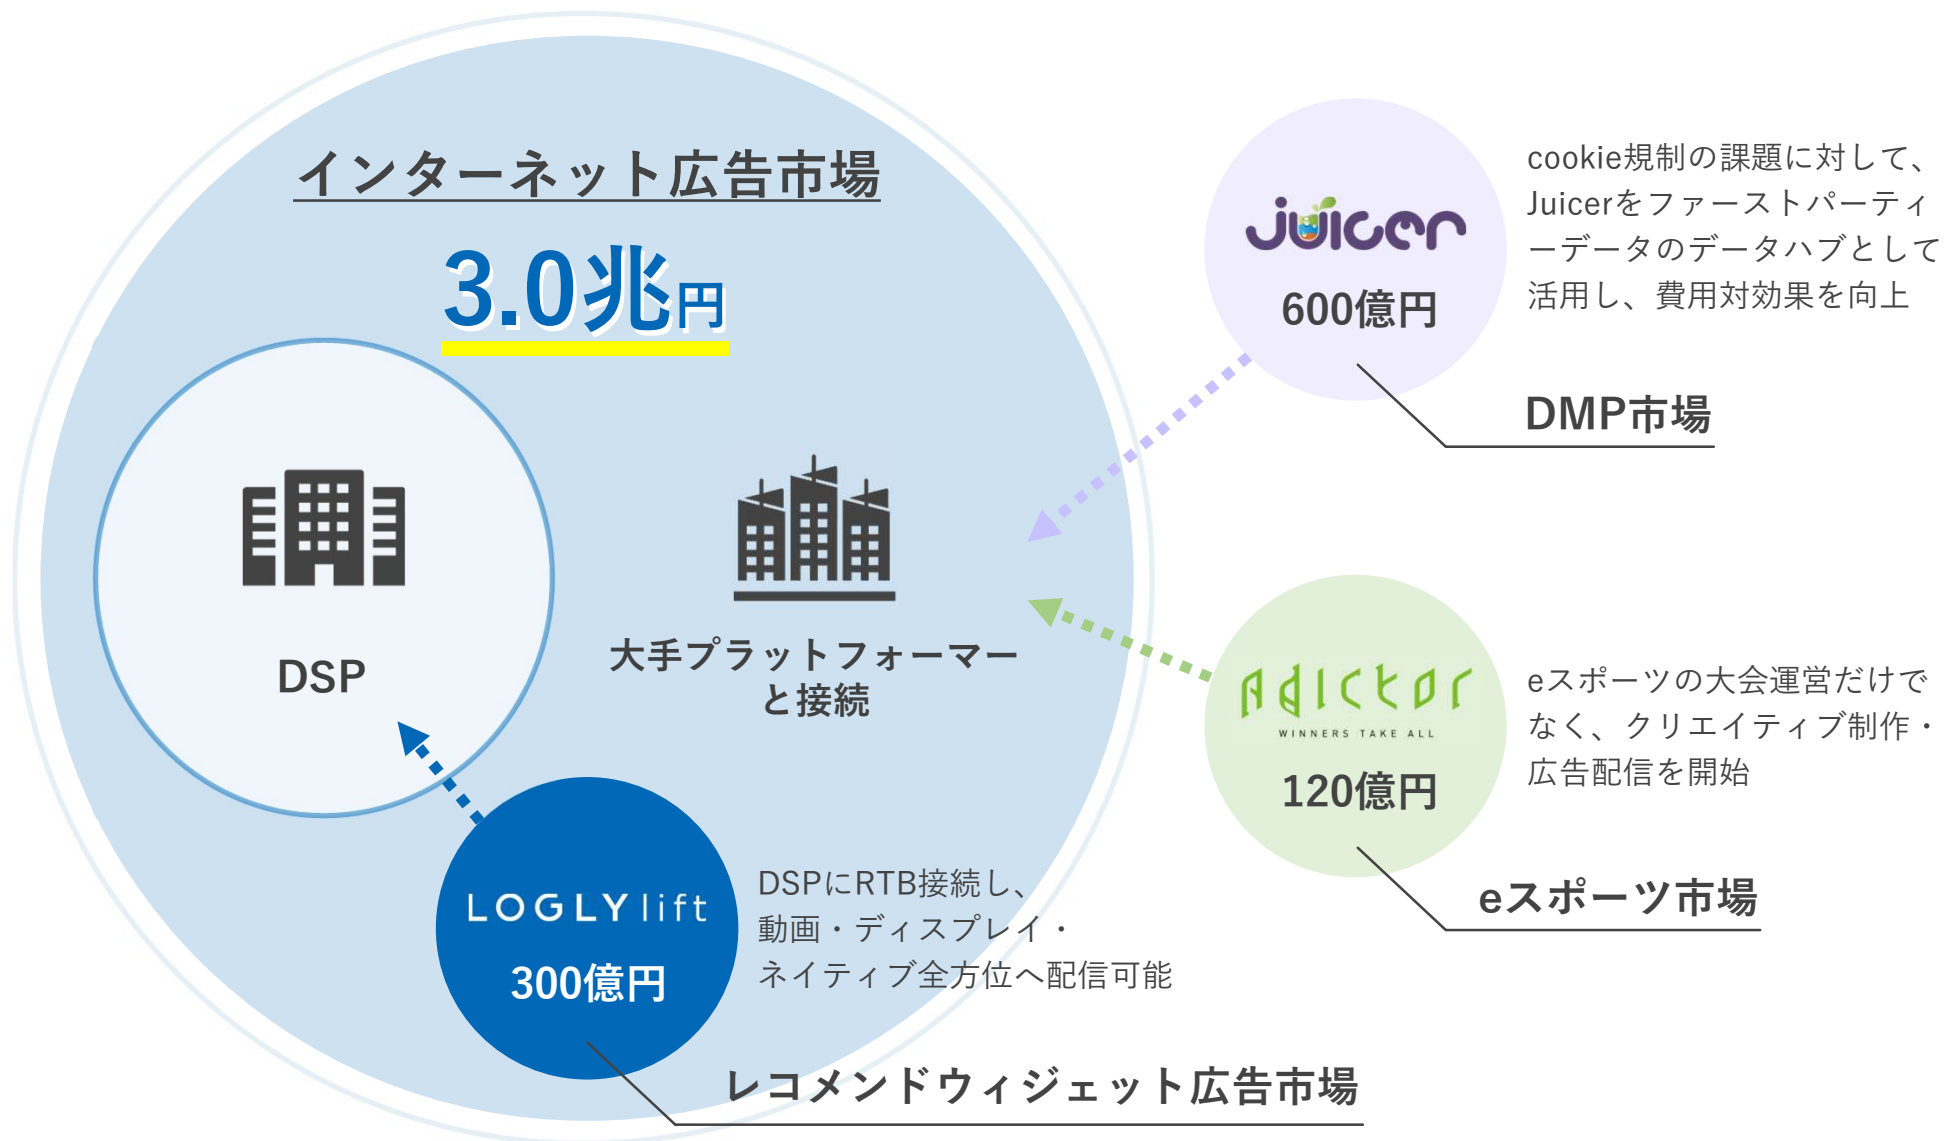 インターネット広告市場
3.0兆円
DSP
大手プラットフォーマー
と接続
LOGLY lift
300億円
DSPにRTB接続し、
動画・ディスプレイ・
ネイティブ全方位へ配信可能
レコメンドウィジェット広告市場
juicer
600億円
cookie規制の課題に対して、
Juicerをファーストパーティ
ーデータのデータハブとして
活用し、費用対効果を向上
DMP市場
Adictor
WINNERS TAKE ALL
120億円
eスポーツの大会運営だけで
なく、クリエイティブ制作・
広告配信を開始
eスポーツ市場